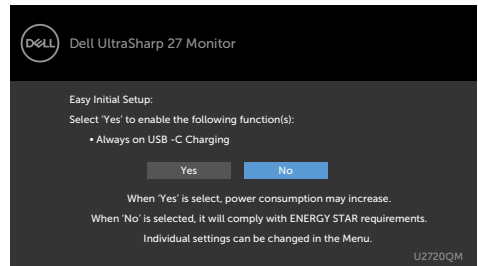 DELL
Dell UltraSharp 27 Monitor
Easy Initial Setup:
Select ‘Yes’ to enable the following function(s):
• Always on USB -C Charging
Yes No
When ‘Yes’ is select, power consumption may increase.
When ‘No’ is selected, it will comply with ENERGY STAR requirements.
Individual settings can be changed in the Menu.
U2720QM